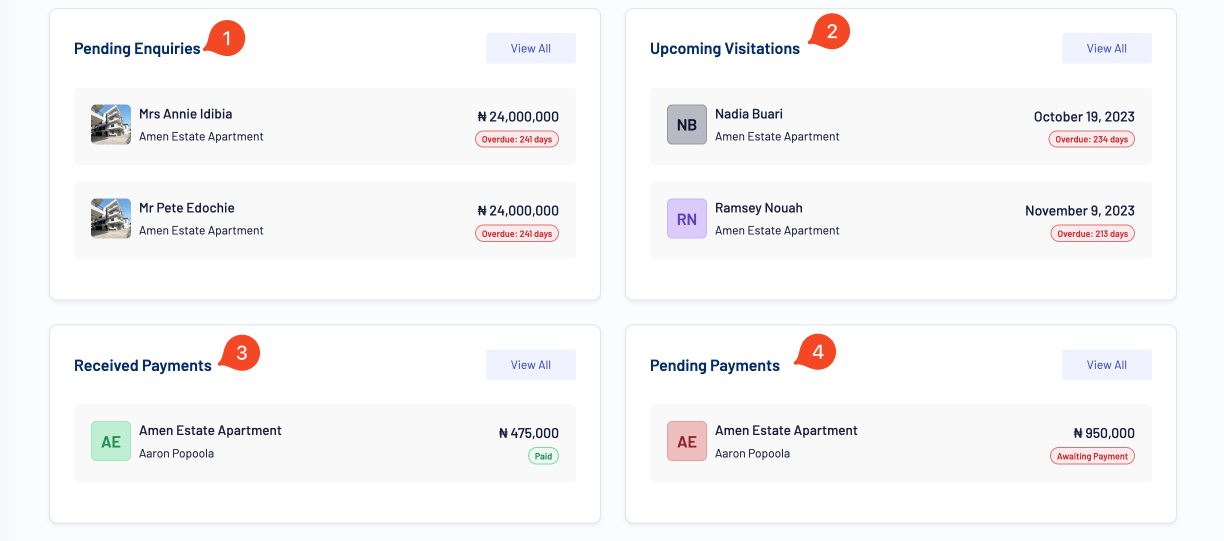 Pending Enquiries
1
View All
Mrs Annie Idibia
₦ 24,000,000
Amen Estate Apartment
Overdue: 241 days
Mr Pete Edochie
₦ 24,000,000
Amen Estate Apartment
Overdue: 241 days
Upcoming Visitations
2
View All
NB
Nadia Buari
October 19, 2023
Amen Estate Apartment
Overdue: 234 days
RN
Ramsey Nouah
November 9, 2023
Amen Estate Apartment
Overdue: 213 days
Received Payments
3
View All
AE
Amen Estate Apartment
₦ 475,000
Aaron Popoola
Paid
Pending Payments
4
View All
AE
Amen Estate Apartment
₦ 950,000
Aaron Popoola
Awaiting Payment